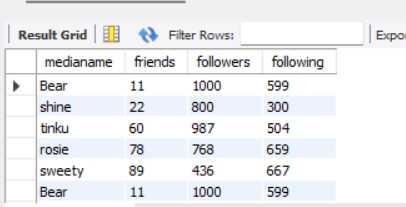 Result Grid Filter Rows: Expo
medianame friends followers following
Bear 11 1000 599
shine 22 800 300
tinku 60 987 504
rosie 78 768 659
sweety 89 436 667
Bear 11 1000 599